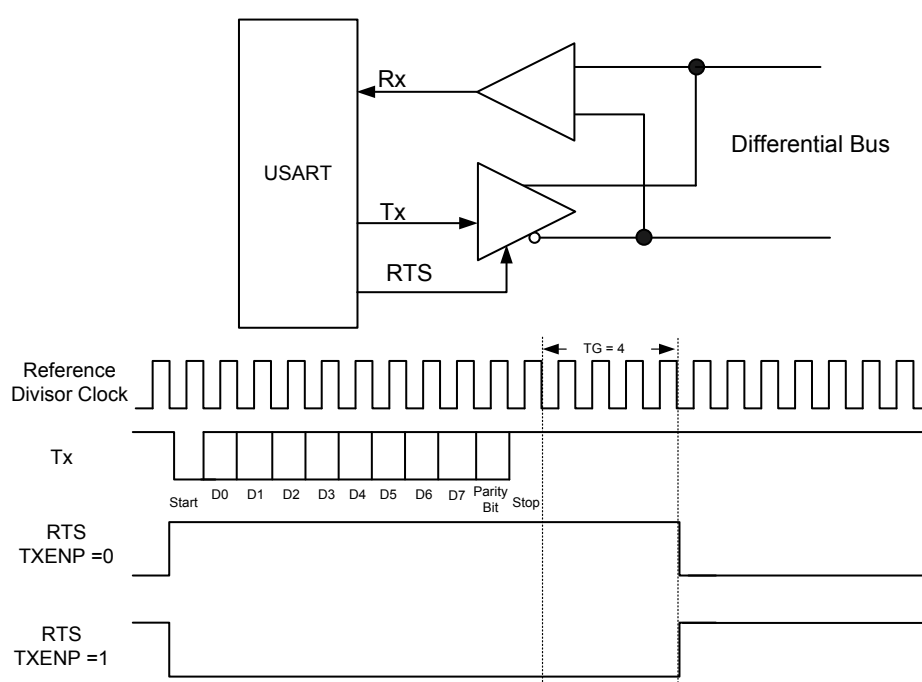 Rx
Differential Bus
USART
Tx
RTS
TG = 4
Reference
Divisor Clock
Tx
Start D0 D1 D2 D3 D4 D5 D6 D7 Parity
Bit Stop
RTS
TXENP =0
RTS
TXENP =1